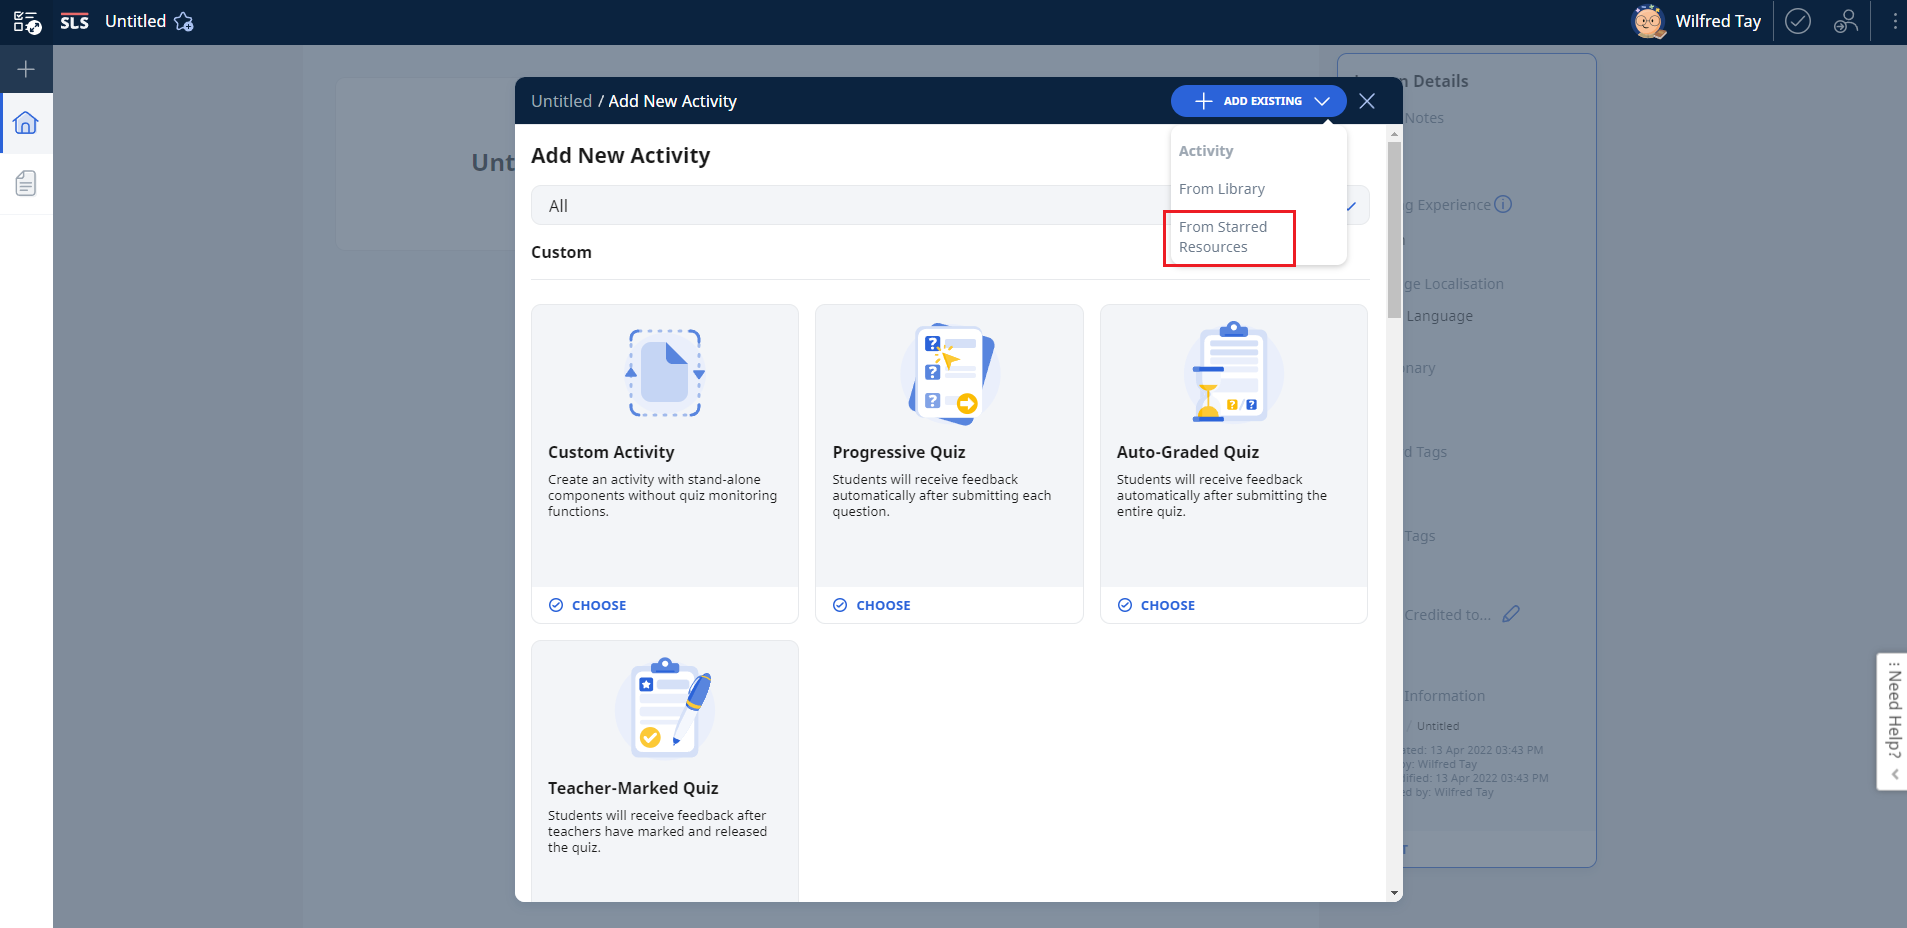 SLS Untitled
Wilfred Tay
Untitled / Add New Activity
ADD EXISTING
Add New Activity
All
Custom
Activity
From Library
From Starred
Resources
Custom Activity
Create an activity with stand-alone
components without quiz monitoring
functions.
CHOOSE
Progressive Quiz
Students will receive feedback
automatically after submitting each
question.
CHOOSE
Auto-Graded Quiz
Students will receive feedback
automatically after submitting the
entire quiz.
CHOOSE
Teacher-Marked Quiz
Students will receive feedback after
teachers have marked and released
the quiz.
Details
Notes
Experience
Localisation
Language
Tags
Tags
Credited to...
Information
/ Untitled
13 Apr 2022 03:43 PM
by: Wilfred Tay
13 Apr 2022 03:43 PM
by: Wilfred Tay
Need Help?